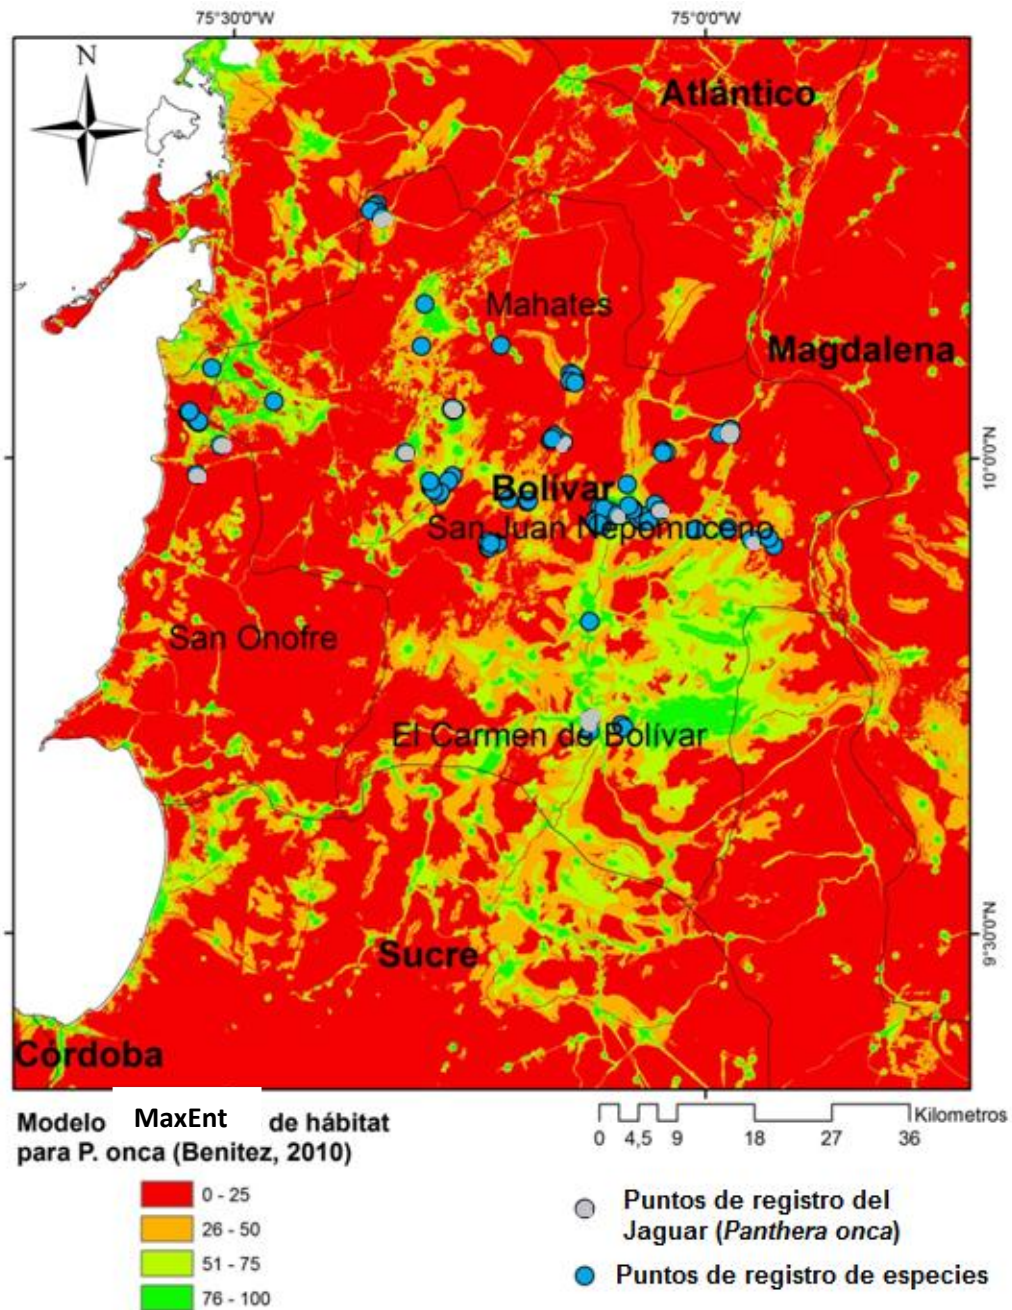 75°30'0"W
75°0'0"W
N
Atlántico
Mahates
Magdalena
10°0'0"N
Bolívar
San Juan Nepomuceno
San Onofre
El Carmen de Bolívar
9°30'0"N
Sucre
Córdoba
Modelo MaxEnt de hábitat
para P. onca (Benitez, 2010)
0 - 25
26 - 50
51 - 75
76 - 100
Kilometros
0 4,5 9 18 27 36
Puntos de registro del
Jaguar (Panthera onca)
Puntos de registro de especies